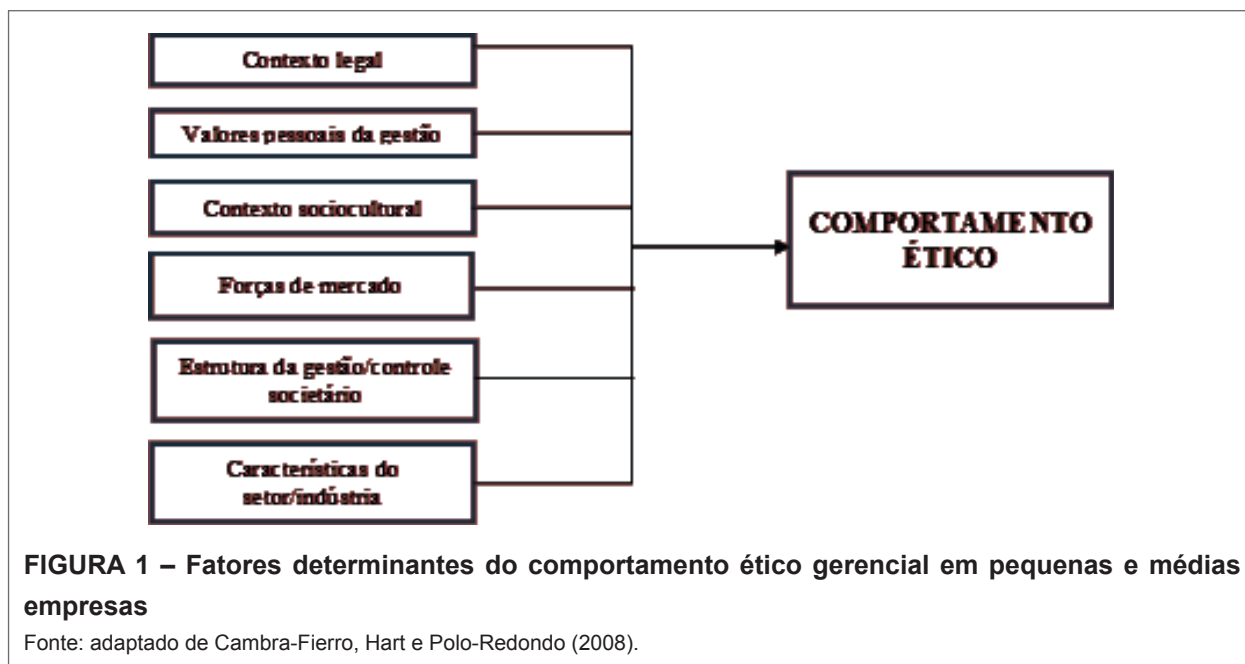 Contexto legal
Valores pessoais da gestão
Contexto sociocultural
Forças de mercado
Estrutura da gestão/controle
societário
Características do
setor/indústria
COMPORTAMENTO
ÉTICO
FIGURA 1 – Fatores determinantes do comportamento ético gerencial em pequenas e médias
empresas
Fonte: adaptado de Cambra-Fierro, Hart e Polo-Redondo (2008).